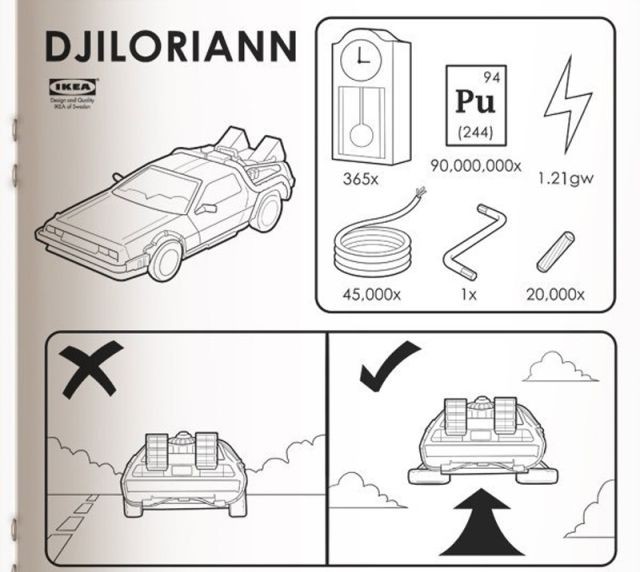 DJILORIANN
IKEA®
Design and Quality
IKEA of Sweden
94
Pu
(244)
365x
90,000,000x
1.21gw
45,000x
1x
20,000x